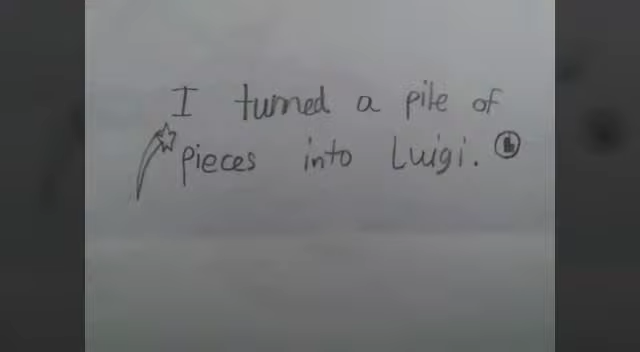 I turned a pile of
pieces into Luigi. Ⓛ